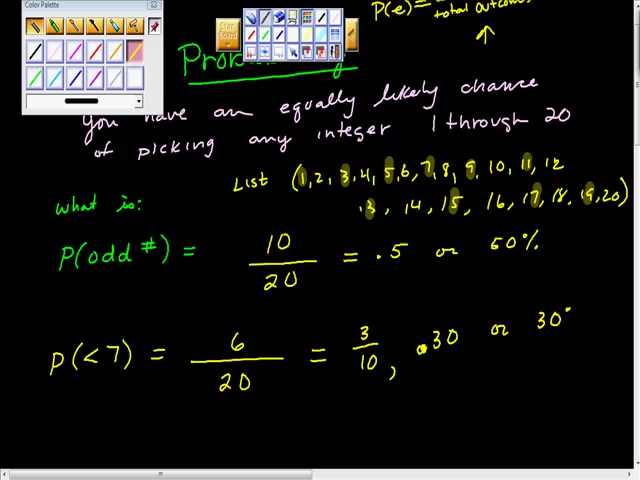 Color Palette
P(e) =
total outcomes
You have an equally likely chance
of picking any integer 1 through 20
List (1, 2, 3, 4, 5, 6, 7, 8, 9, 10, 11, 12
13, 14, 15, 16, 17, 18, 19, 20)
what is:
P(odd #) = 10/20 = .5 or 50%
P(<7) = 6/20 = 3/10, .30 or 30